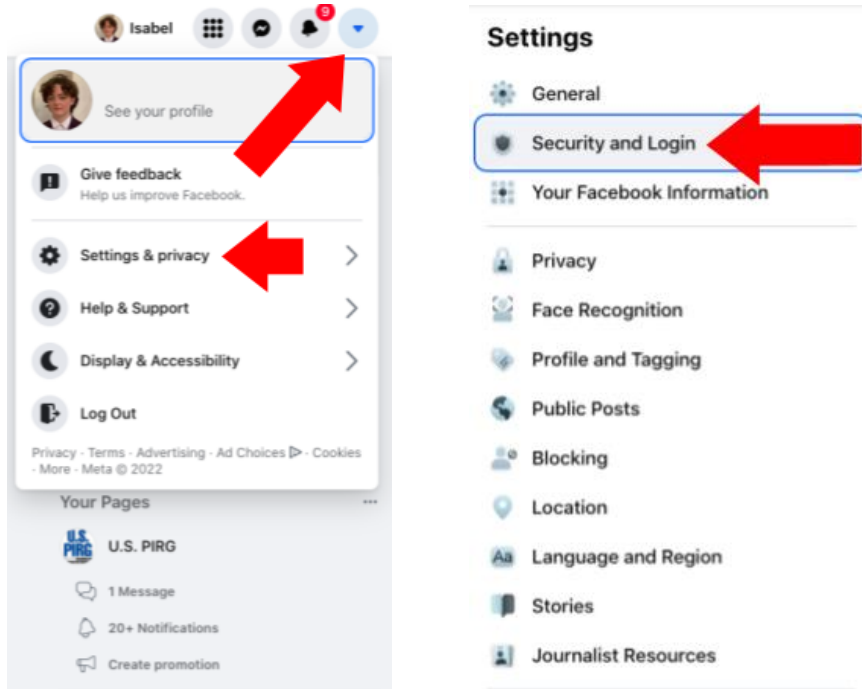 Isabel
9
See your profile
Give feedback
Help us improve Facebook.
Settings & privacy
Help & Support
Display & Accessibility
Log Out
Privacy · Terms · Advertising · Ad Choices · Cookies
· More · Meta © 2022
Your Pages
U.S.
PIRG
U.S. PIRG
1 Message
20+ Notifications
Create promotion
Settings
General
Security and Login
Your Facebook Information
Privacy
Face Recognition
Profile and Tagging
Public Posts
Blocking
Location
Aa
Language and Region
Stories
Journalist Resources